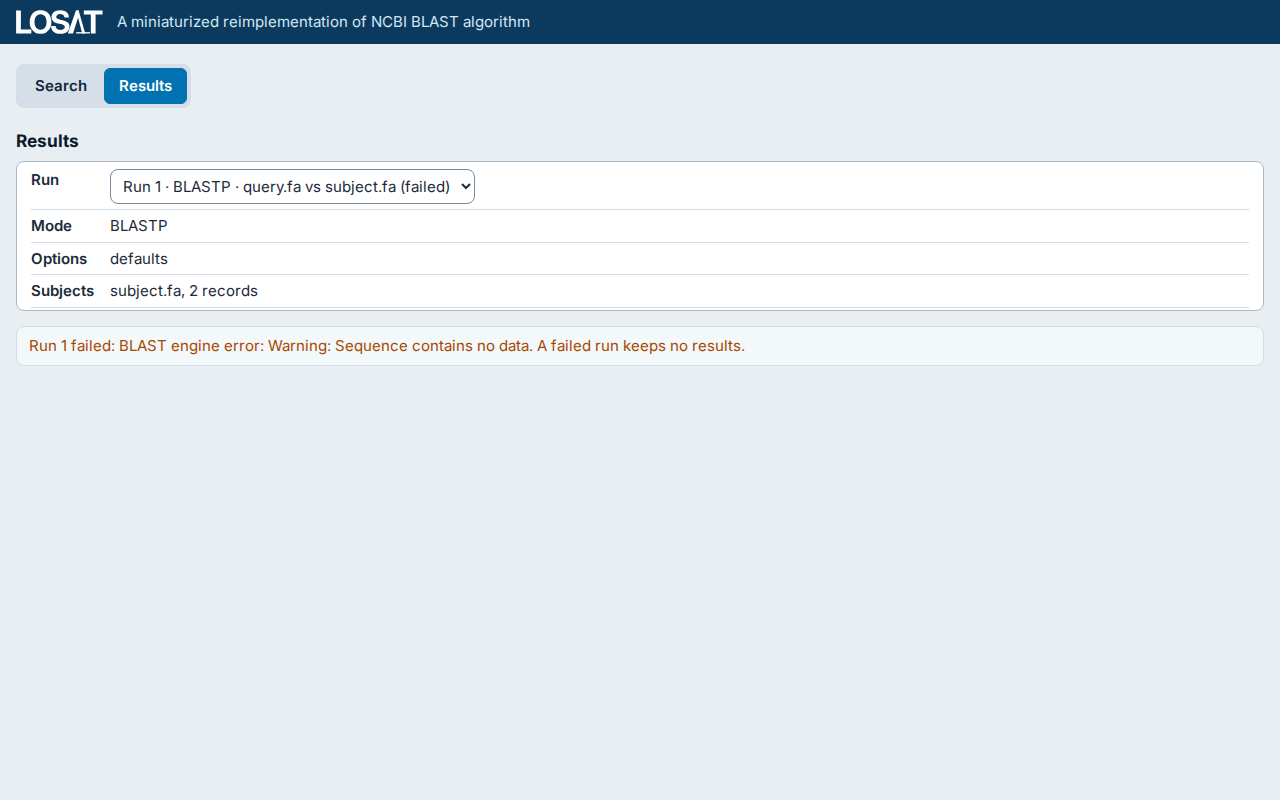 LOSAT A miniaturized reimplementation of NCBI BLAST algorithm
Search Results
Results
Run Run 1 · BLASTP · query.fa vs subject.fa (failed)
Mode BLASTP
Options defaults
Subjects subject.fa, 2 records
Run 1 failed: BLAST engine error: Warning: Sequence contains no data. A failed run keeps no results.